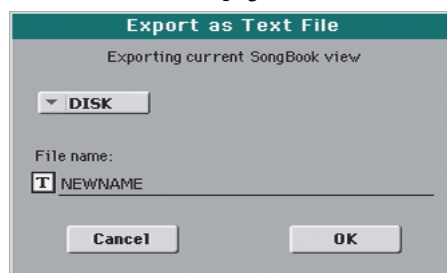 Export as Text File
Exporting current SongBook view
DISK
File name:
T NEWNAME
Cancel OK